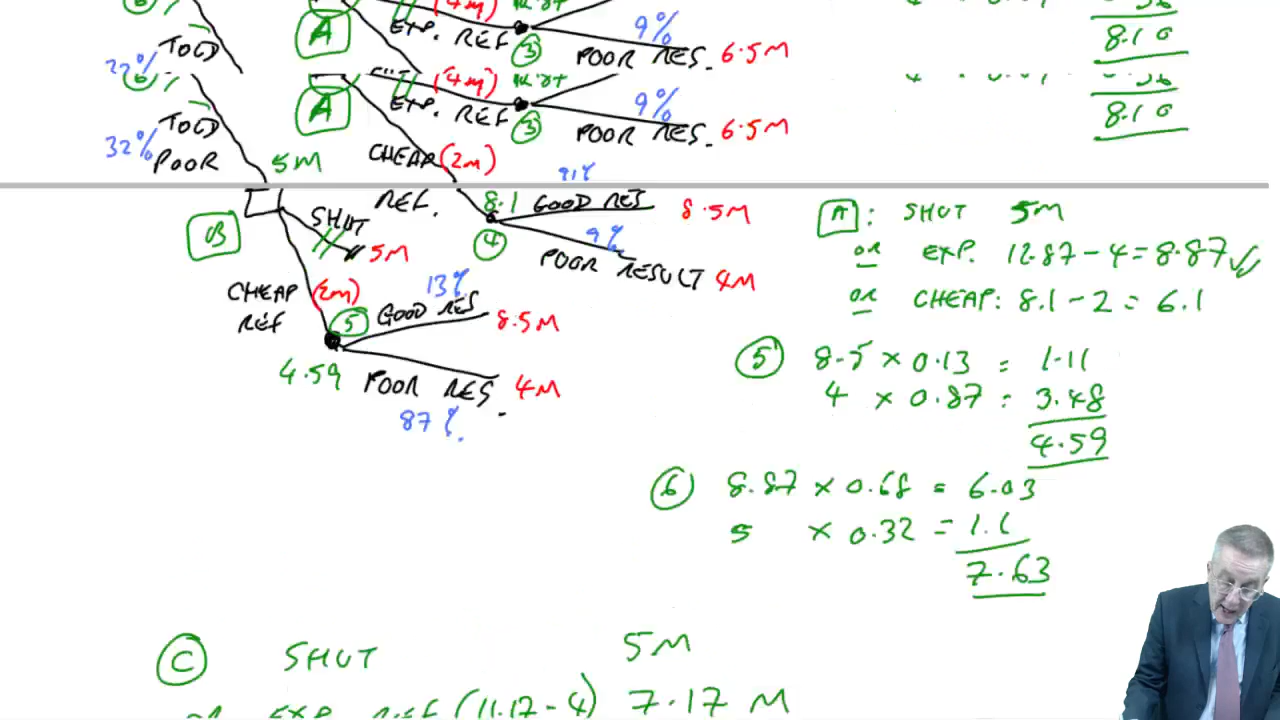 A
EXP. REF
3
9%
POOR RES.
6.5M
8.10
TOLD
A
(4m)
EXP. REF
3
9%
POOR RES.
6.5M
8.10
32%
TOLD
POOR
5M
CHEAP (2m)
REF.
8.1
GOOD RES
8.5M
4
9%
POOR RESULT 4M
B
SHUT
5M
CHEAP (2m)
REF
13%
5
GOOD RES
8.5M
4.59
POOR RES.
4M
87%.
A : SHUT 5M
or EXP. 12.87 - 4 = 8.87 ✓✓
or CHEAP: 8.1 - 2 = 6.1
5 8.5 × 0.13 = 1.11
4 × 0.87 = 3.48
4.59
6 8.87 × 0.68 = 6.03
5 × 0.32 = 1.6
7.63
C SHUT 5M
OR EXP. REF (11.17 - 4) 7.17 M